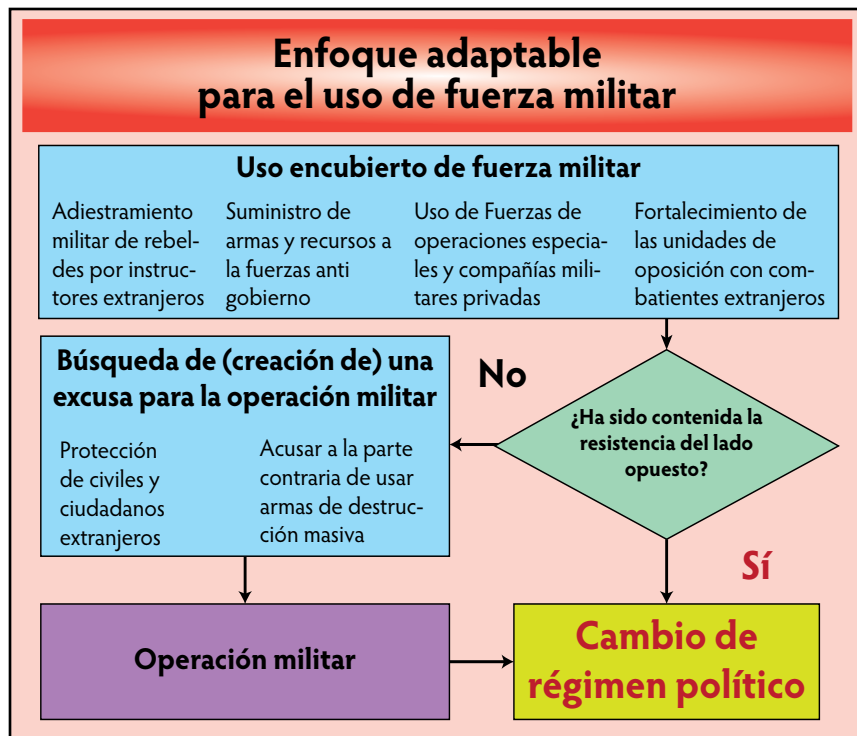 Enfoque adaptable
para el uso de fuerza militar
Uso encubierto de fuerza militar
Adiestramiento
militar de rebel-
des por instruc-
tores extranjeros
Suministro de
armas y recursos a
la fuerzas anti
gobierno
Uso de Fuerzas de
operaciones especia-
les y compañías mili-
tares privadas
Fortalecimiento de
las unidades de
oposición con com-
batientes extranjeros
Búsqueda de (creación de) una
excusa para la operación militar
Protección
de civiles y
ciudadanos
extranjeros
Acusar a la parte
contraria de usar
armas de destruc-
ción masiva
No
¿Ha sido contenida la
resistencia del lado
opuesto?
Sí
Operación militar
Cambio de
régimen político